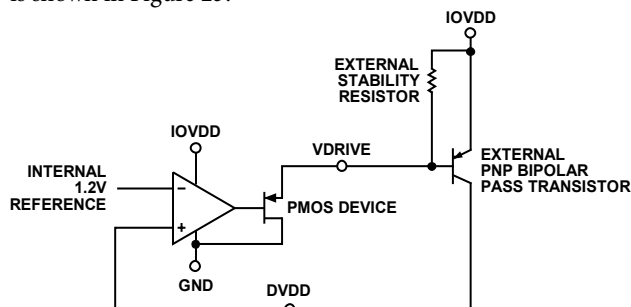 is shown in Figure 29.
IOVDD
EXTERNAL
STABILITY
RESISTOR
IOVDD
VDRIVE
EXTERNAL
PNP BIPOLAR
PASS TRANSISTOR
INTERNAL
1.2V
REFERENCE
–
+
PMOS DEVICE
GND
DVDD